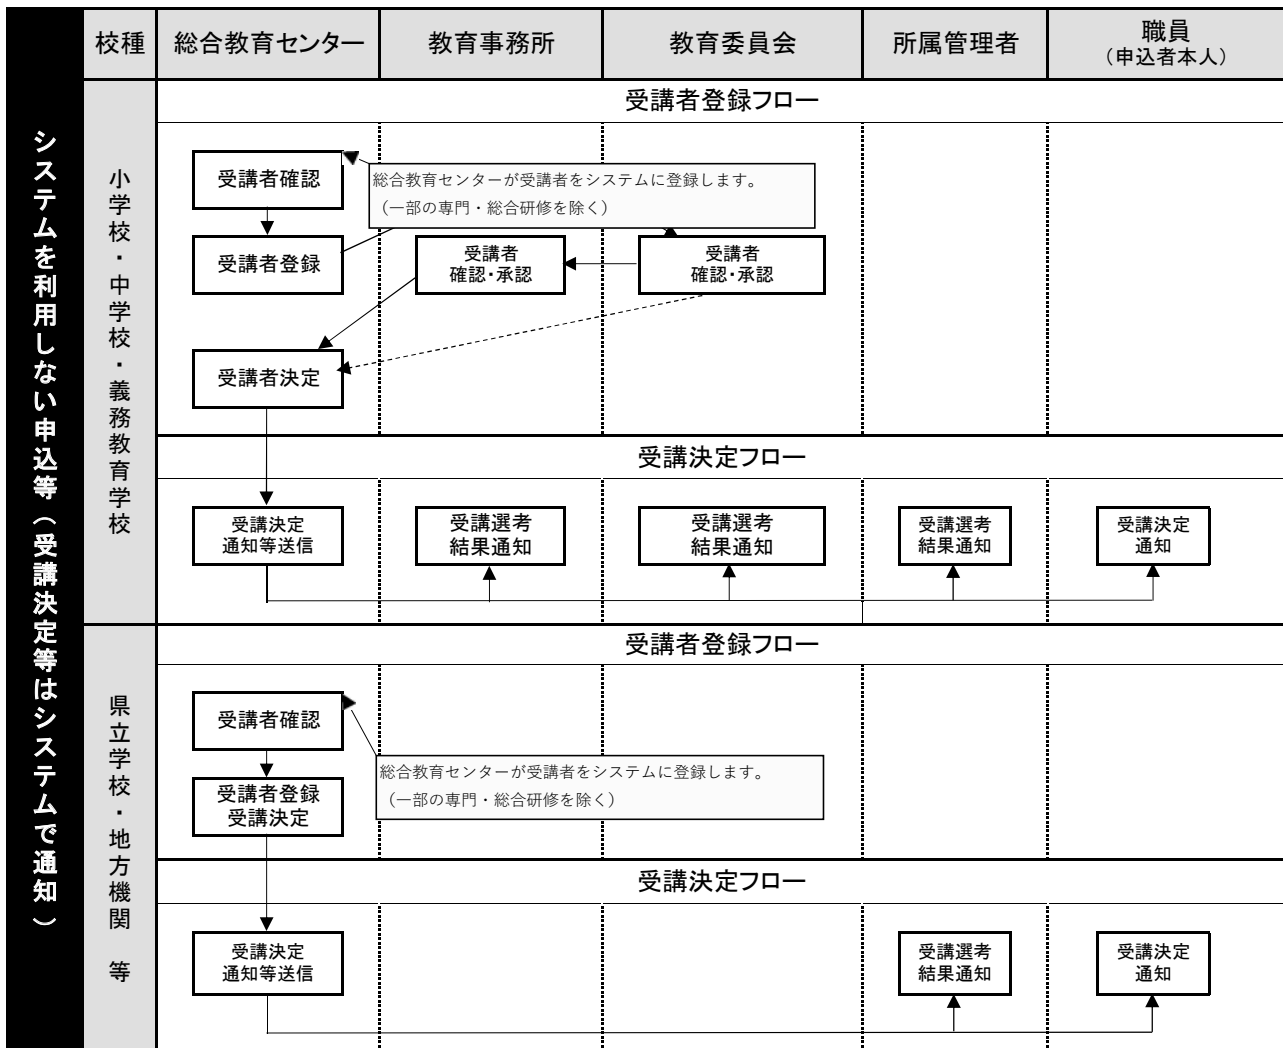 システムを利用しない申込等（受講決定等はシステムで通知）
校種
総合教育センター
教育事務所
教育委員会
所属管理者
職員
（申込者本人）
小学校・中学校・義務教育学校
受講者登録フロー
受講者確認
総合教育センターが受講者をシステムに登録します。
（一部の専門・総合研修を除く）
受講者登録
受講者
確認・承認
受講者
確認・承認
受講者決定
受講決定フロー
受講決定
通知等送信
受講選考
結果通知
受講選考
結果通知
受講選考
結果通知
受講決定
通知
県立学校・地方機関　等
受講者登録フロー
受講者確認
総合教育センターが受講者をシステムに登録します。
（一部の専門・総合研修を除く）
受講者登録
受講決定
受講決定フロー
受講決定
通知等送信
受講選考
結果通知
受講決定
通知